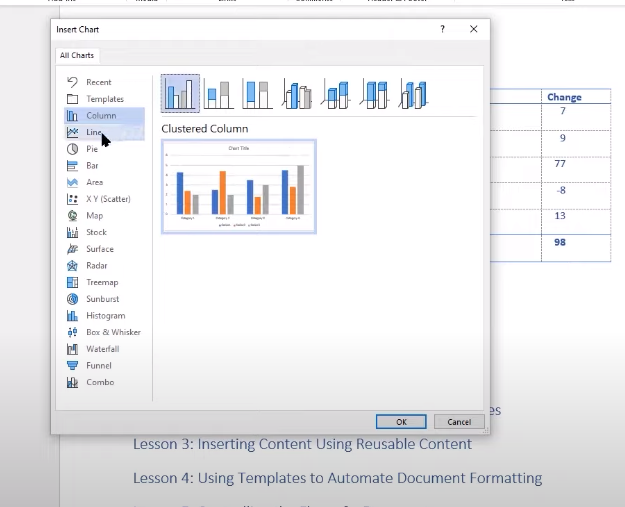 Insert Chart ? ✕
All Charts
Recent
Templates
Column
Line
Pie
Bar
Area
X Y (Scatter)
Map
Stock
Surface
Radar
Treemap
Sunburst
Histogram
Box & Whisker
Waterfall
Funnel
Combo
Clustered Column
Chart Title
OK Cancel
Change
7
9
77
-8
13
98
es
Lesson 3: Inserting Content Using Reusable Content
Lesson 4: Using Templates to Automate Document Formatting